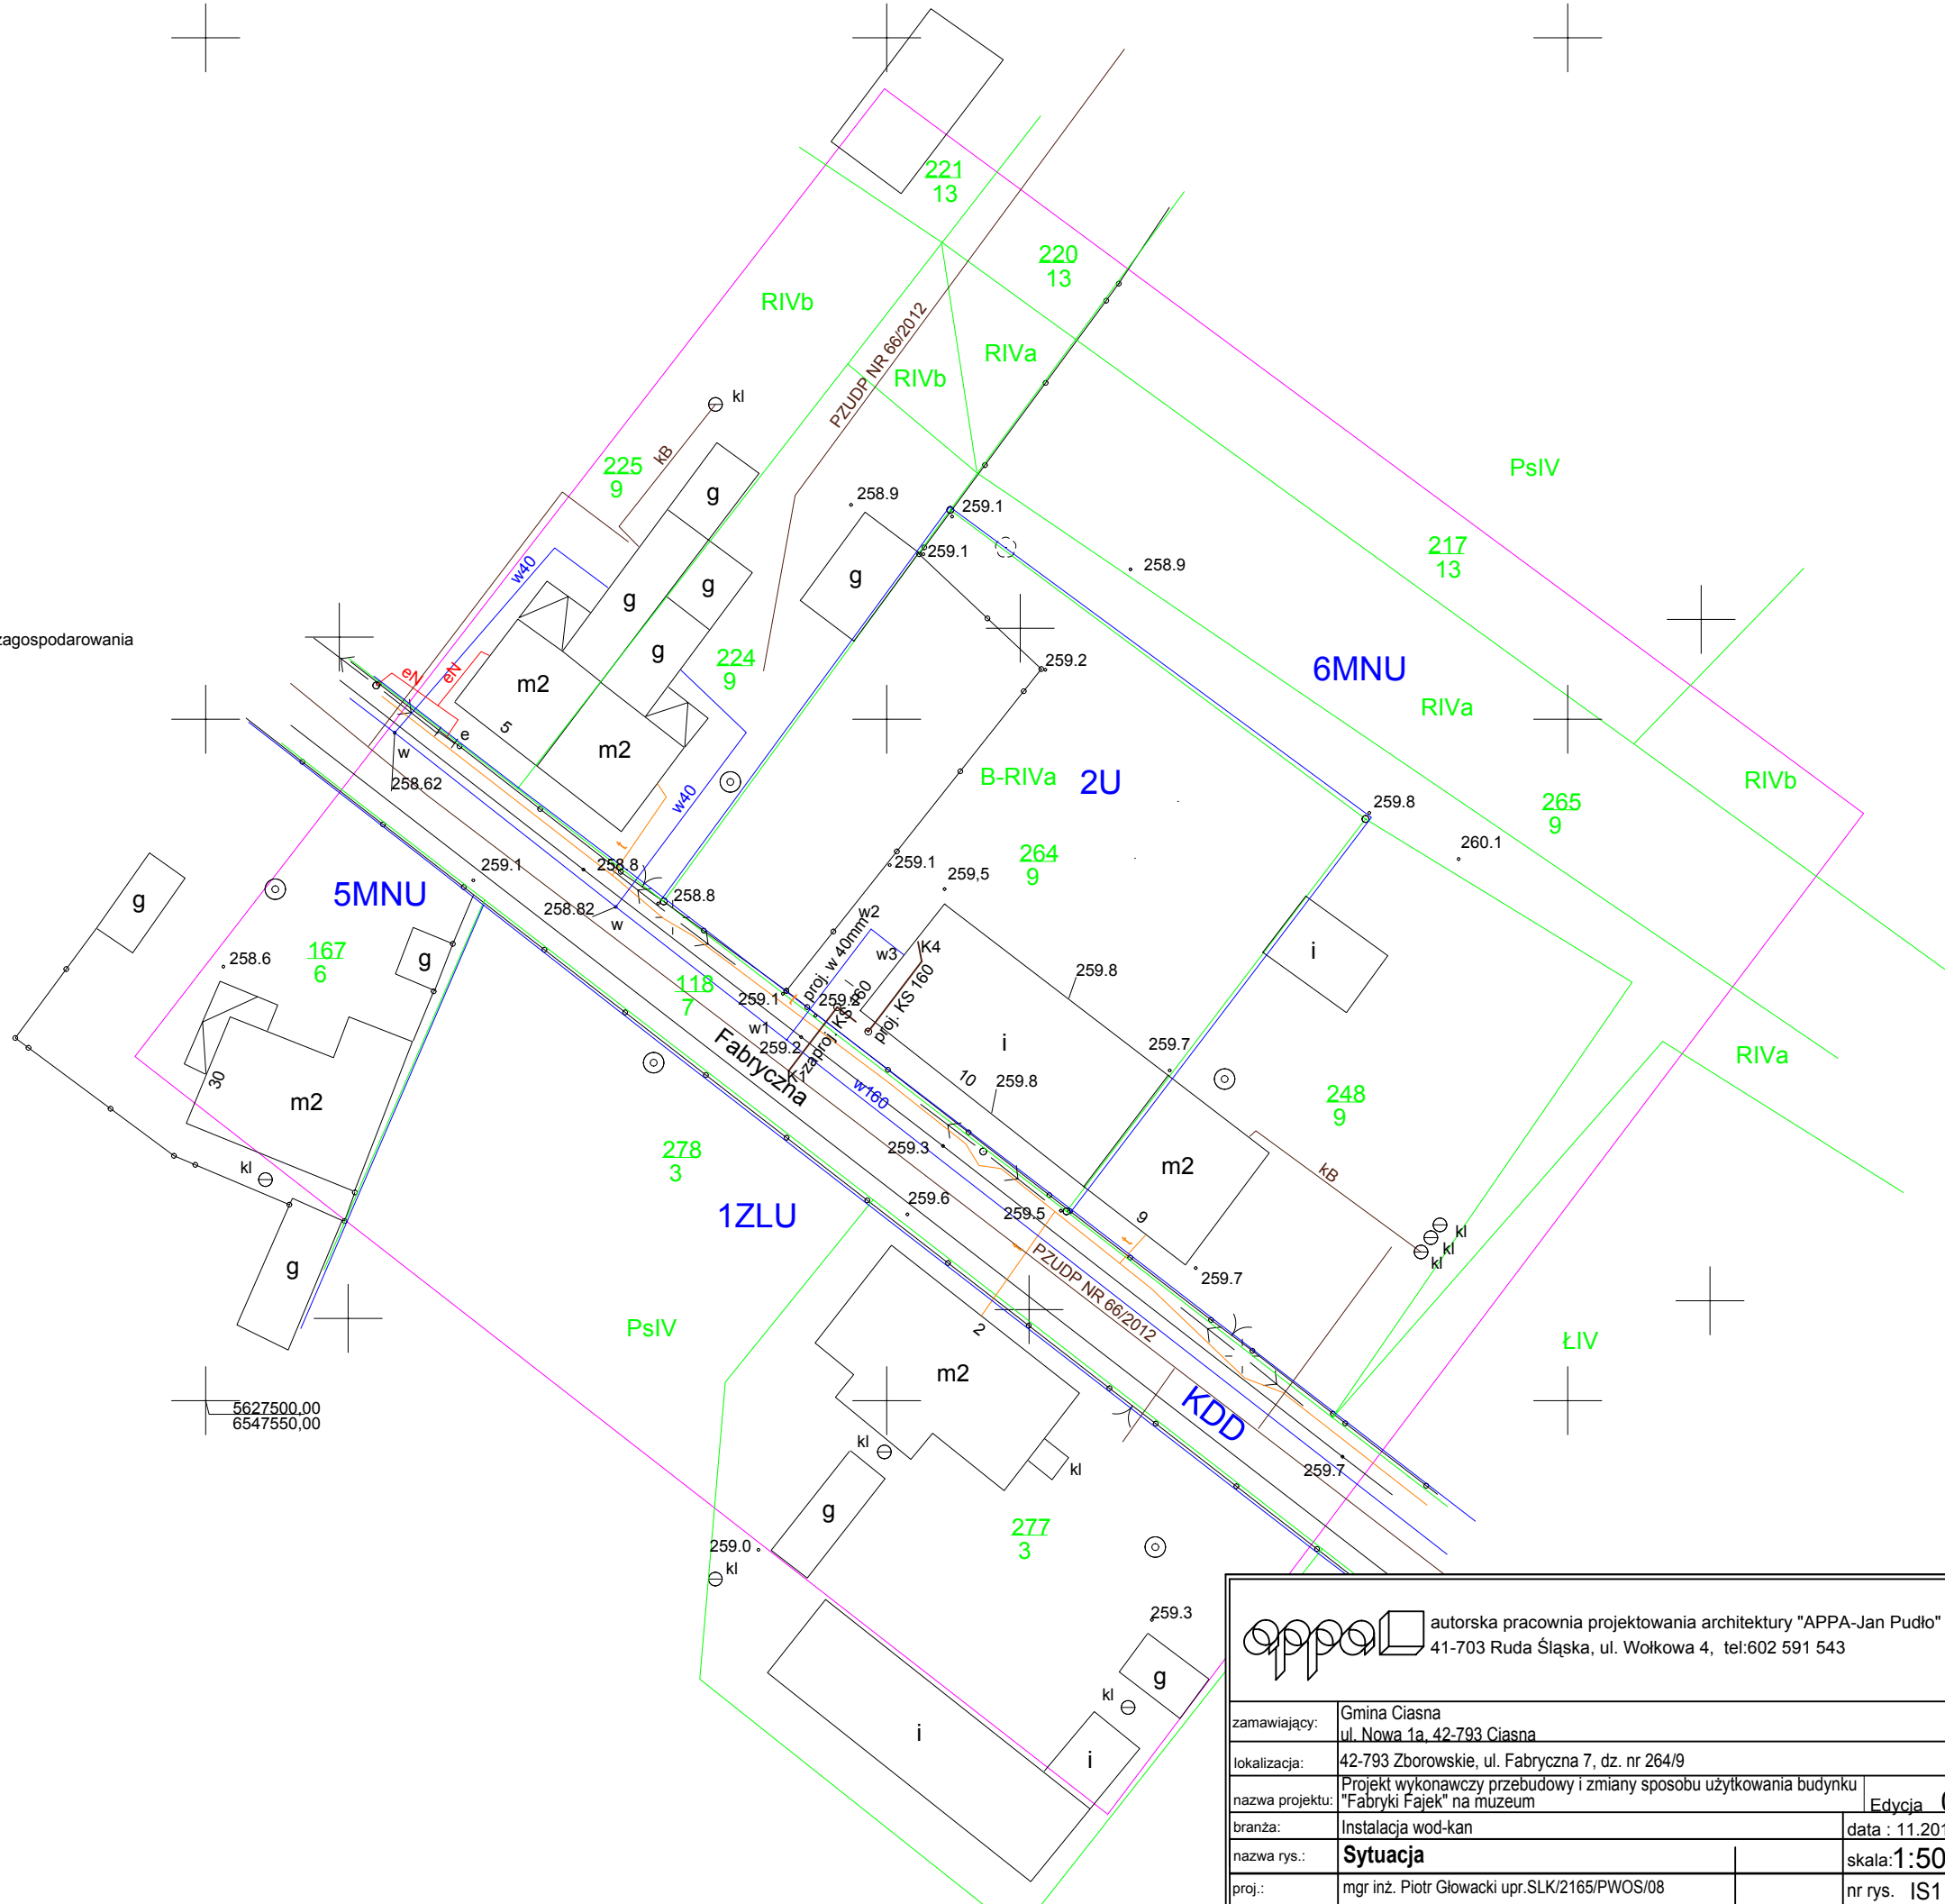 221
13
220
13
RIVb
PZUDP NR 66/2012
RIVa
RIVb
kl
kB
225
9
g
258.9
259.1
PsIV
217
13
w40
g
g
g
259.1
258.9
zagospodarowania
g
224
9
259.2
6MNU
eN
eN
m2
RIVa
5
e
w
m2
258.62
w40
B-RIVa
2U
RIVb
259.8
265
9
260.1
264
9
259.1
259,5
258.8
259.1
5MNU
258.8
258.82
w
g
g
258.6
167
6
w2
proj. w 40mm
w3
K4
i
118
7
proj. KS 160
259.8
259.1
w1
259.2
K1
Fabryczna
w160
i
259.7
RIVa
10
259.8
30
m2
248
9
278
3
259.3
m2
kB
kl
1ZLU
259.6
259.5
9
kl
kl
kl
g
PZUDP NR 66/2012
259.7
PsIV
2
ŁIV
m2
KDD
5627500,00
6547550,00
kl
kl
259.7
g
277
3
259.0
kl
259.3
g
kl
i
i
appa
autorska pracownia projektowania architektury "APPA-Jan Pudło"
41-703 Ruda Śląska, ul. Wołkowa 4, tel:602 591 543
zamawiający: Gmina Ciasna
ul. Nowa 1a, 42-793 Ciasna
lokalizacja: 42-793 Zborowskie, ul. Fabryczna 7, dz. nr 264/9
nazwa projektu: Projekt wykonawczy przebudowy i zmiany sposobu użytkowania budynku
"Fabryki Fajek" na muzeum Edycja
branża: Instalacja wod-kan data : 11.201
nazwa rys.: Sytuacja skala:1:50
proj.: mgr inż. Piotr Głowacki upr.SLK/2165/PWOS/08 nr rys. IS1